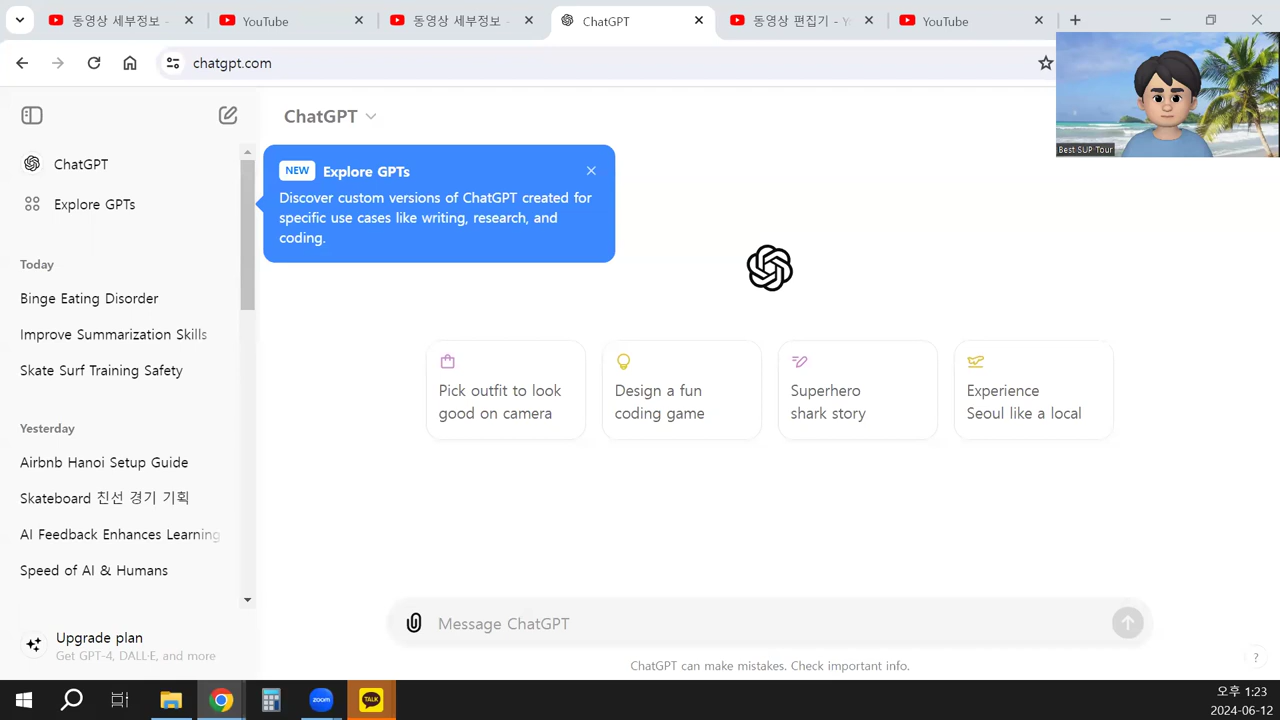 동영상 세부정보 -
YouTube
동영상 세부정보 -
ChatGPT
동영상 편집기 - Y
YouTube
chatgpt.com
Best SUP Tour
ChatGPT
ChatGPT
Explore GPTs
NEW Explore GPTs
Discover custom versions of ChatGPT created for
specific use cases like writing, research, and
coding.
Today
Binge Eating Disorder
Improve Summarization Skills
Skate Surf Training Safety
Yesterday
Airbnb Hanoi Setup Guide
Skateboard 친선 경기 기획
AI Feedback Enhances Learning
Speed of AI & Humans
Upgrade plan
Get GPT-4, DALL·E, and more
Pick outfit to look
good on camera
Design a fun
coding game
Superhero
shark story
Experience
Seoul like a local
Message ChatGPT
ChatGPT can make mistakes. Check important info.
?
zoom
TALK
오후 1:23
2024-06-12